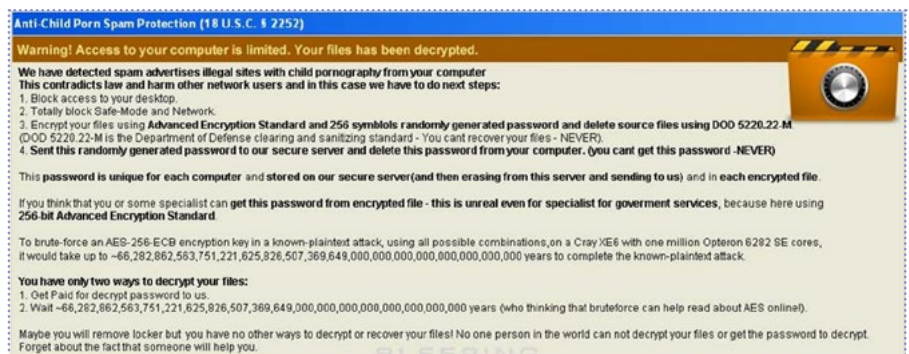 Anti-Child Porn Spam Protection (18 U.S.C. § 2252)
Warning! Access to your computer is limited. Your files has been decrypted.
We have detected spam advertises illegal sites with child pornography from your computer
This contradicts law and harm other network users and in this case we have to do next steps:
1. Block access to your desktop.
2. Totally block Safe-Mode and Network.
3. Encrypt your files using Advanced Encryption Standard and 256 symblols randomly generated password and delete source files using DOD 5220.22-M.
(DOD 5220.22-M is the Department of Defense clearing and sanitizing standard - You cant recover your files - NEVER).
4. Sent this randomly generated password to our secure server and delete this password from your computer. (you cant get this password -NEVER)
This password is unique for each computer and stored on our secure server(and then erasing from this server and sending to us) and in each encrypted file.
If you think that you or some specialist can get this password from encrypted file - this is unreal even for specialist for goverment services, because here using
256-bit Advanced Encryption Standard.
To brute-force an AES-256-ECB encryption key in a known-plaintext attack, using all possible combinations,on a Cray XE6 with one million Opteron 6282 SE cores,
it would take up to ~66,282,862,563,751,221,625,826,507,369,649,000,000,000,000,000,000,000,000 years to complete the known-plaintext attack.
You have only two ways to decrypt your files:
1. Get Paid for decrypt password to us.
2. Wait ~66,282,862,563,751,221,625,826,507,369,649,000,000,000,000,000,000,000,000 years (who thinking that bruteforce can help read about AES online!).
Maybe you will remove locker but you have no other ways to decrypt or recover your files! No one person in the world can not decrypt your files or get the password to decrypt.
Forget about the fact that someone will help you.